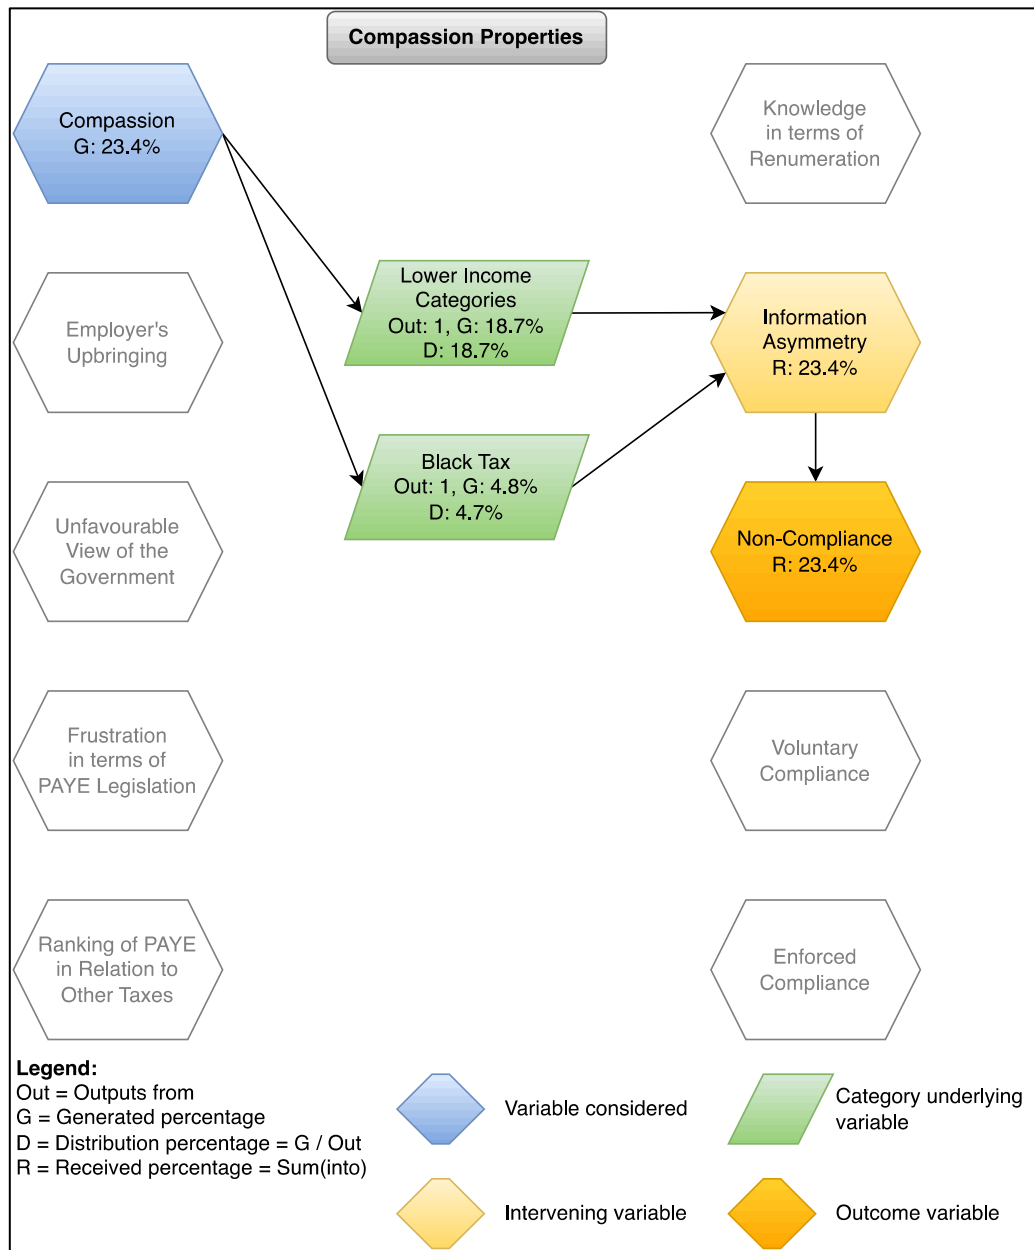 Compassion Properties
Compassion
G: 23.4%
Knowledge
in terms of
Renumeration
Lower Income
Categories
Out: 1, G: 18.7%
D: 18.7%
Employer's
Upbringing
Information
Asymmetry
R: 23.4%
Black Tax
Out: 1, G: 4.8%
D: 4.7%
Unfavourable
View of the
Government
Non-Compliance
R: 23.4%
Frustration
in terms of
PAYE Legislation
Voluntary
Compliance
Ranking of PAYE
in Relation to
Other Taxes
Enforced
Compliance
Legend:
Out = Outputs from
G = Generated percentage
D = Distribution percentage = G / Out
R = Received percentage = Sum(into)
Variable considered
Category underlying
variable
Intervening variable
Outcome variable